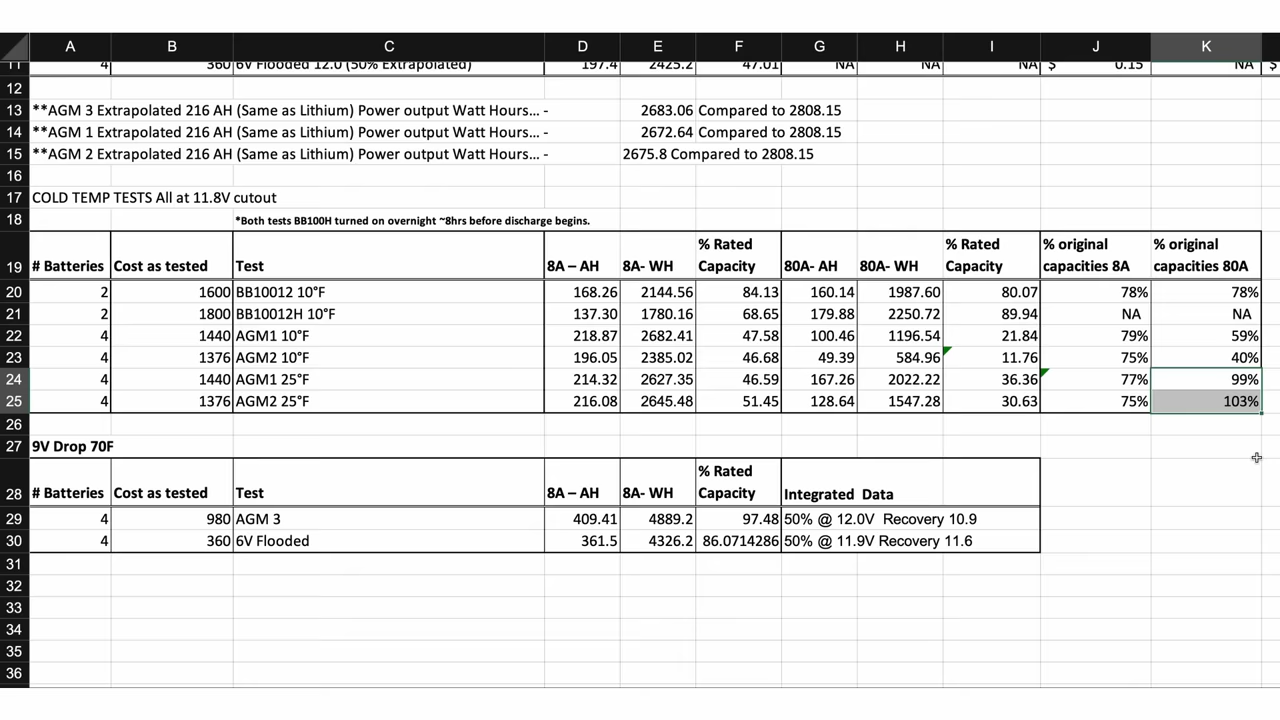 A B C D E F G H I J K
11 4 360 6V Flooded 12.0 (50% Extrapolated) 197.4 2425.2 47.01 NA NA NA $ 0.15 NA $
12
13 **AGM 3 Extrapolated 216 AH (Same as Lithium) Power output Watt Hours... - 2683.06 Compared to 2808.15
14 **AGM 1 Extrapolated 216 AH (Same as Lithium) Power output Watt Hours... - 2672.64 Compared to 2808.15
15 **AGM 2 Extrapolated 216 AH (Same as Lithium) Power output Watt Hours... - 2675.8 Compared to 2808.15
16
17 COLD TEMP TESTS All at 11.8V cutout
18 *Both tests BB100H turned on overnight ~8hrs before discharge begins.
19 # Batteries Cost as tested Test 8A – AH 8A- WH % Rated Capacity 80A- AH 80A- WH % Rated Capacity % original capacities 8A % original capacities 80A
20 2 1600 BB10012 10°F 168.26 2144.56 84.13 160.14 1987.60 80.07 78% 78%
21 2 1800 BB10012H 10°F 137.30 1780.16 68.65 179.88 2250.72 89.94 NA NA
22 4 1440 AGM1 10°F 218.87 2682.41 47.58 100.46 1196.54 21.84 79% 59%
23 4 1376 AGM2 10°F 196.05 2385.02 46.68 49.39 584.96 11.76 75% 40%
24 4 1440 AGM1 25°F 214.32 2627.35 46.59 167.26 2022.22 36.36 77% 99%
25 4 1376 AGM2 25°F 216.08 2645.48 51.45 128.64 1547.28 30.63 75% 103%
26
27 9V Drop 70F
28 # Batteries Cost as tested Test 8A – AH 8A- WH % Rated Capacity Integrated Data
29 4 980 AGM 3 409.41 4889.2 97.48 50% @ 12.0V Recovery 10.9
30 4 360 6V Flooded 361.5 4326.2 86.0714286 50% @ 11.9V Recovery 11.6
31
32
33
34
35
36